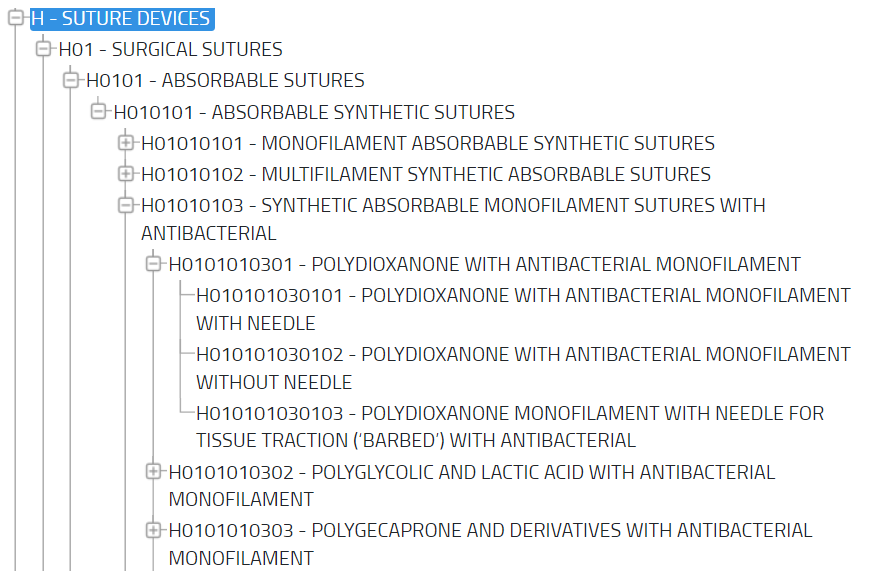 H - SUTURE DEVICES
H01 - SURGICAL SUTURES
H0101 - ABSORBABLE SUTURES
H010101 - ABSORBABLE SYNTHETIC SUTURES
H01010101 - MONOFILAMENT ABSORBABLE SYNTHETIC SUTURES
H01010102 - MULTIFILAMENT SYNTHETIC ABSORBABLE SUTURES
H01010103 - SYNTHETIC ABSORBABLE MONOFILAMENT SUTURES WITH
ANTIBACTERIAL
H0101010301 - POLYDIOXANONE WITH ANTIBACTERIAL MONOFILAMENT
H010101030101 - POLYDIOXANONE WITH ANTIBACTERIAL MONOFILAMENT
WITH NEEDLE
H010101030102 - POLYDIOXANONE WITH ANTIBACTERIAL MONOFILAMENT
WITHOUT NEEDLE
H010101030103 - POLYDIOXANONE MONOFILAMENT WITH NEEDLE FOR
TISSUE TRACTION (‘BARBED’) WITH ANTIBACTERIAL
H0101010302 - POLYGLYCOLIC AND LACTIC ACID WITH ANTIBACTERIAL
MONOFILAMENT
H0101010303 - POLYGECAPRONE AND DERIVATIVES WITH ANTIBACTERIAL
MONOFILAMENT